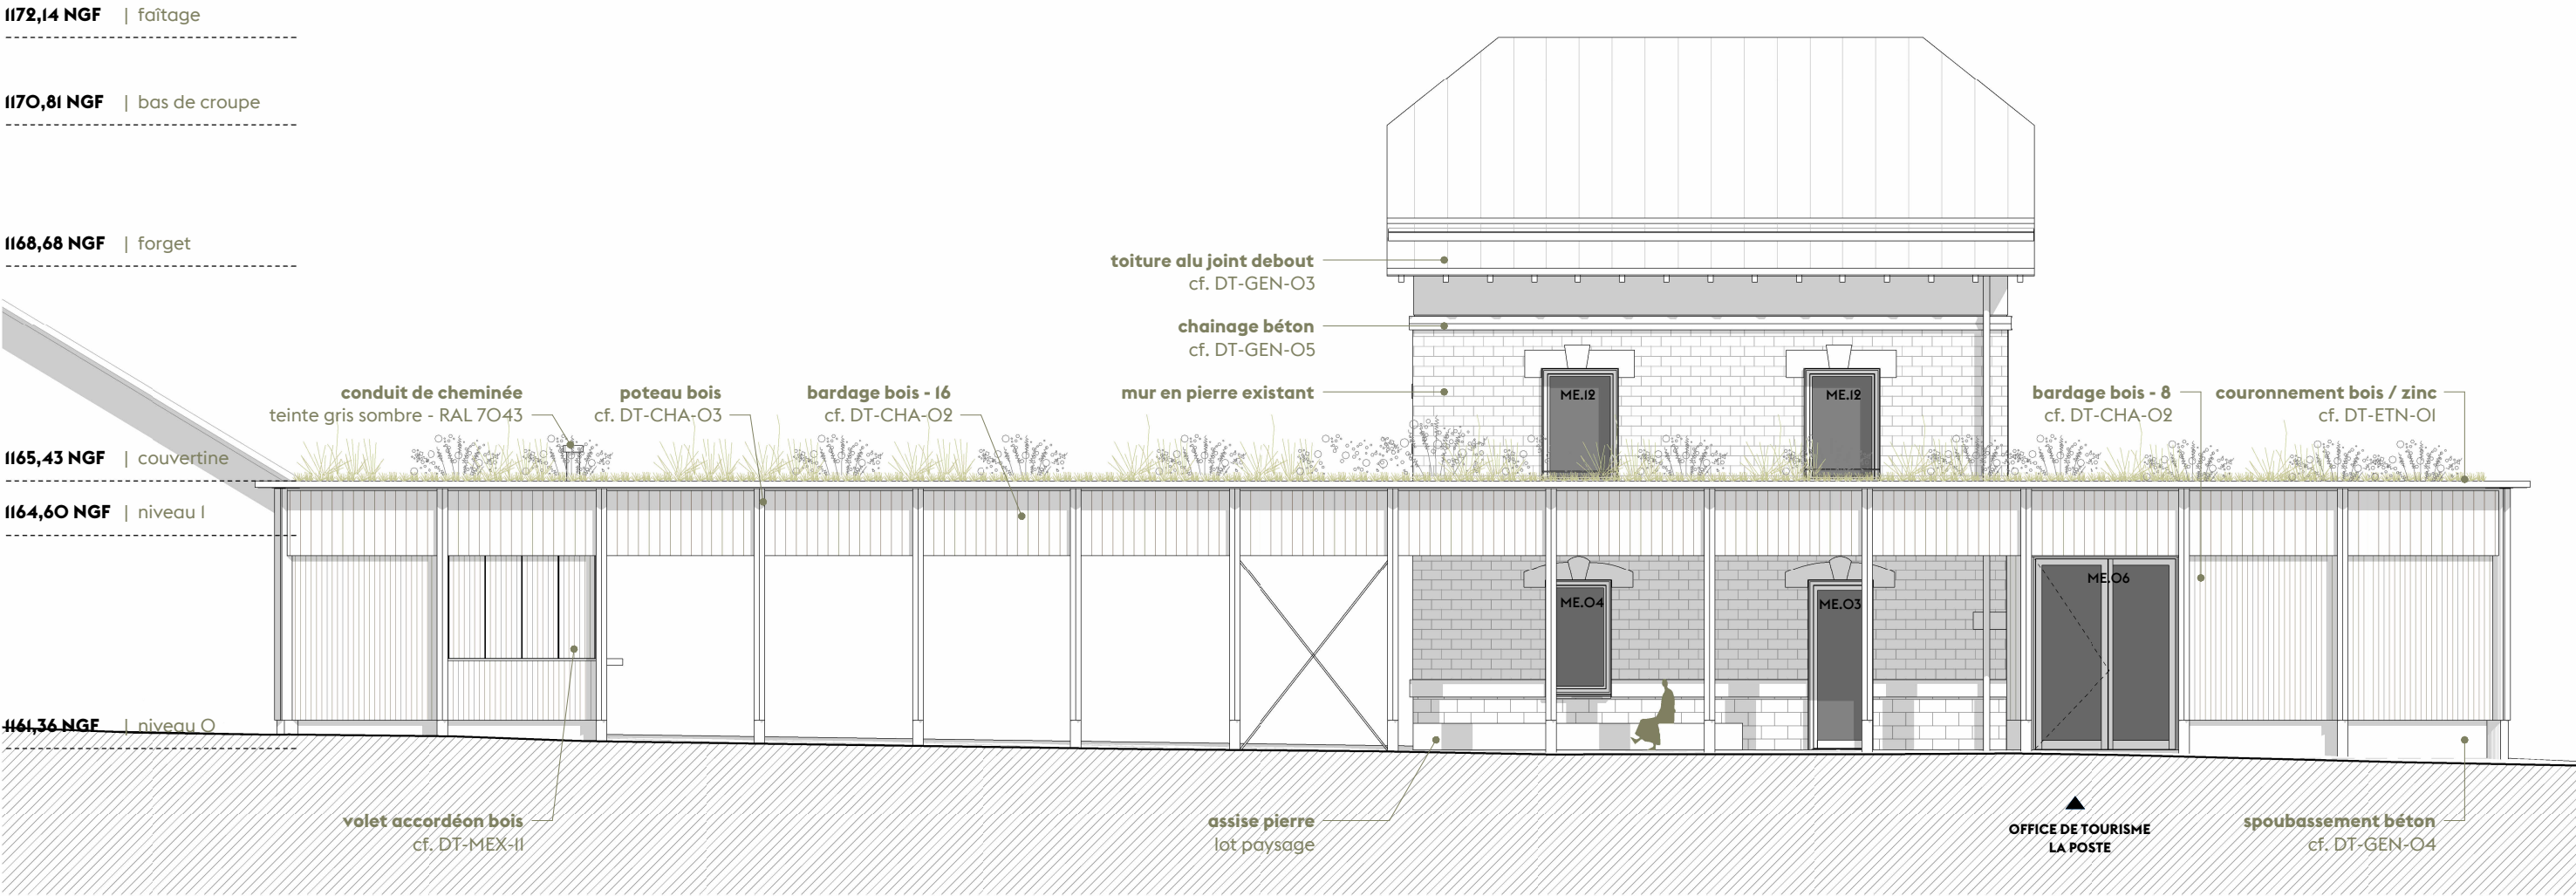 1172,14 NGF | faîtage
1170,81 NGF | bas de croupe
1168,68 NGF | forget
toiture alu joint debout
cf. DT-GEN-03
chainage béton
cf. DT-GEN-05
mur en pierre existant
conduit de cheminée
teinte gris sombre - RAL 7043
poteau bois
cf. DT-CHA-03
bardage bois - 16
cf. DT-CHA-02
ME.12
ME.12
bardage bois - 8
cf. DT-CHA-02
couronnement bois / zinc
cf. DT-ETN-01
1165,43 NGF | couvertine
1164,60 NGF | niveau 1
ME.04
ME.03
ME.06
1161,36 NGF | niveau 0
volet accordéon bois
cf. DT-MEX-11
assise pierre
lot paysage
OFFICE DE TOURISME
LA POSTE
spoubassement béton
cf. DT-GEN-04